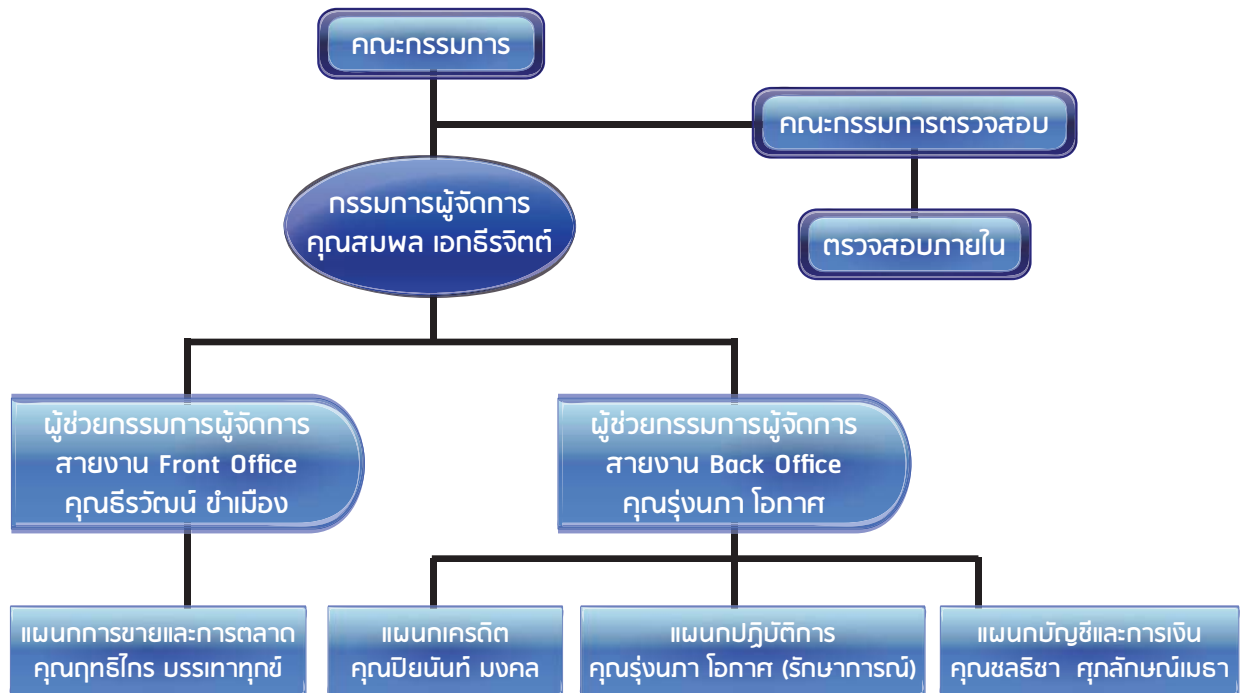 คณะกรรมการ
คณะกรรมการตรวจสอบ
กรรมการผู้จัดการ
คุณสมพล เอกธีรจิตต์
ตรวจสอบภายใน
ผู้ช่วยกรรมการผู้จัดการ
สายงาน Front Office
คุณธีรวัฒน์ ขำเมือง
ผู้ช่วยกรรมการผู้จัดการ
สายงาน Back Office
คุณรุ่งนภา โอกาศ
แผนกการขายและการตลาด
คุณฤทธิไกร บรรเทาทุกข์
แผนกเครดิต
คุณปิยนันท์ มงคล
แผนกปฏิบัติการ
คุณรุ่งนภา โอกาศ (รักษาการณ์)
แผนกบัญชีและการเงิน
คุณชลธิชา ศุภลักษณ์เมธา